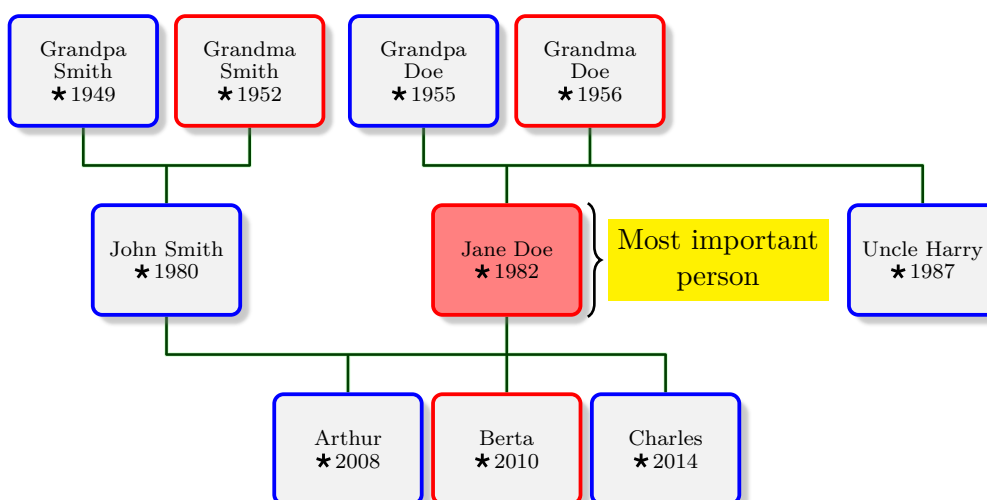 Grandpa
Smith
★1949
Grandma
Smith
★1952
Grandpa
Doe
★1955
Grandma
Doe
★1956
John Smith
★1980
Jane Doe
★1982
Most important
person
Uncle Harry
★1987
Arthur
★2008
Berta
★2010
Charles
★2014